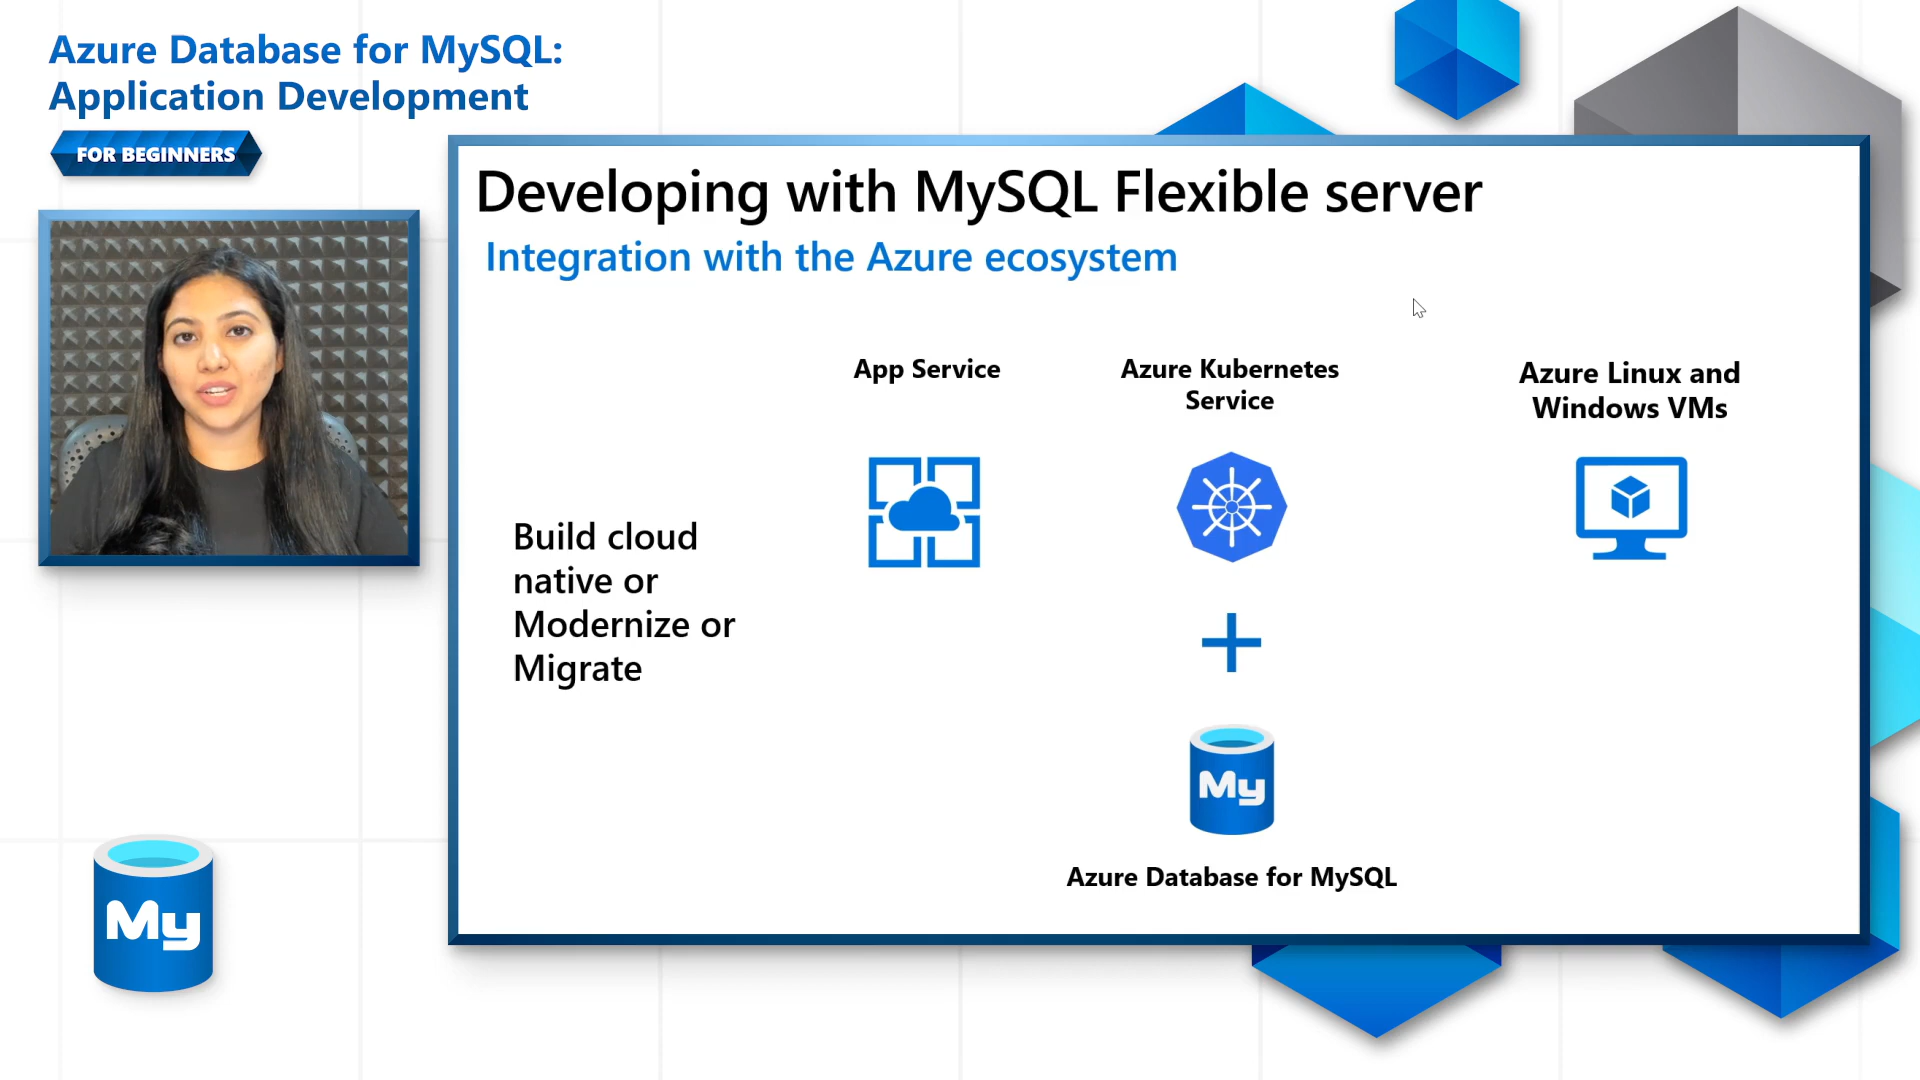 Azure Database for MySQL:
Application Development
FOR BEGINNERS
Developing with MySQL Flexible server
Integration with the Azure ecosystem
App Service
Azure Kubernetes
Service
Azure Linux and
Windows VMs
Build cloud
native or
Modernize or
Migrate
My
Azure Database for MySQL
My